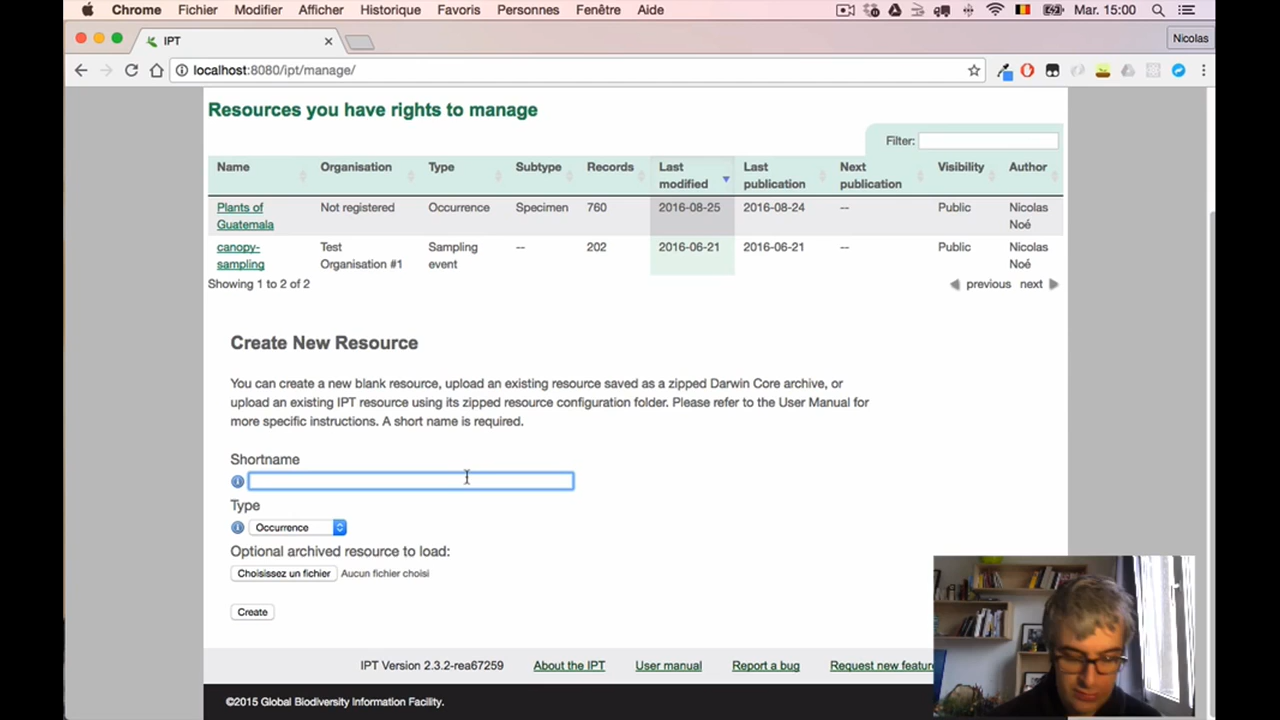 Chrome Fichier Modifier Afficher Historique Favoris Personnes Fenêtre Aide Mar. 15:00
IPT Nicolas
localhost:8080/ipt/manage/
Resources you have rights to manage
Filter:
Name Organisation Type Subtype Records Last modified Last publication Next publication Visibility Author
Plants of Guatemala Not registered Occurrence Specimen 760 2016-08-25 2016-08-24 -- Public Nicolas Noé
canopy-sampling Test Organisation #1 Sampling event -- 202 2016-06-21 2016-06-21 -- Public Nicolas Noé
Showing 1 to 2 of 2 previous next
Create New Resource
You can create a new blank resource, upload an existing resource saved as a zipped Darwin Core archive, or
upload an existing IPT resource using its zipped resource configuration folder. Please refer to the User Manual for
more specific instructions. A short name is required.
Shortname
Type
Occurrence
Optional archived resource to load:
Choisissez un fichier Aucun fichier choisi
Create
IPT Version 2.3.2-rea67259 About the IPT User manual Report a bug Request new feature
©2015 Global Biodiversity Information Facility.